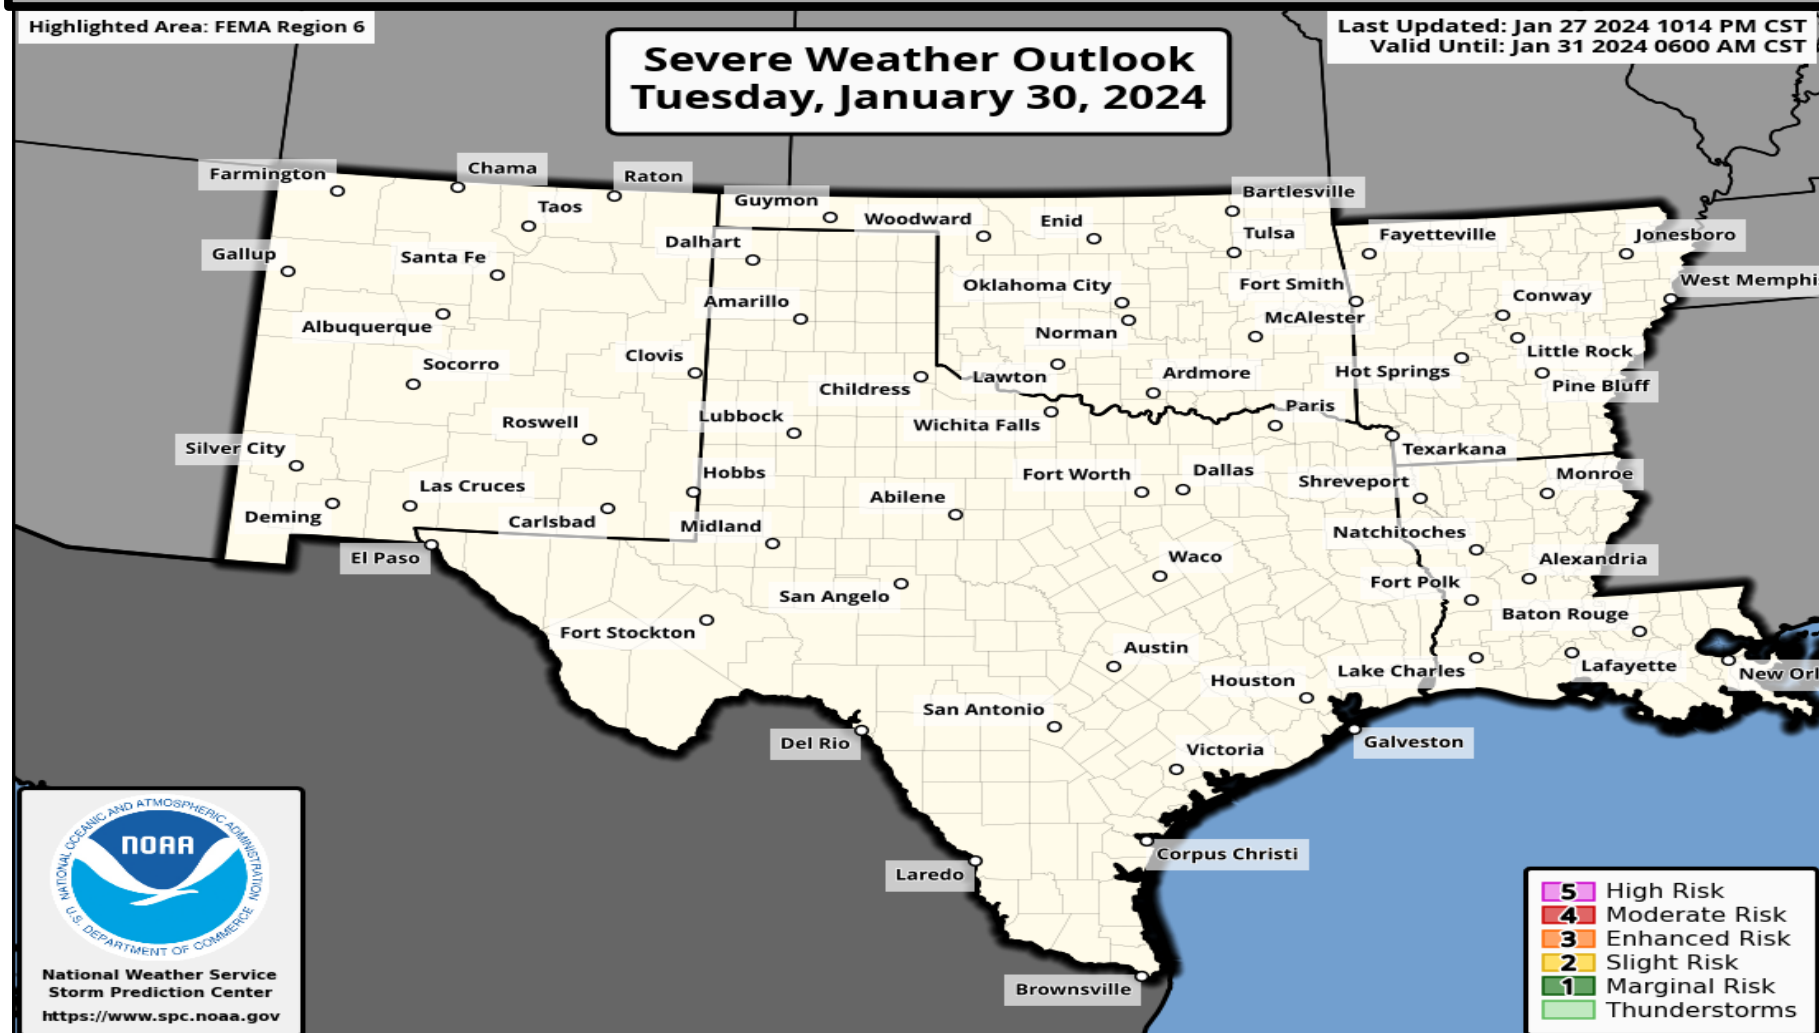 Highlighted Area: FEMA Region 6
Severe Weather Outlook
Tuesday, January 30, 2024
Last Updated: Jan 27 2024 1014 PM CST
Valid Until: Jan 31 2024 0600 AM CST
Farmington
Chama
Raton
Taos
Guymon
Woodward
Enid
Bartlesville
Tulsa
Fayetteville
Jonesboro
Gallup
Santa Fe
Dalhart
Oklahoma City
Fort Smith
Conway
West Memphi
Albuquerque
Amarillo
Norman
McAlester
Little Rock
Socorro
Clovis
Childress
Lawton
Ardmore
Hot Springs
Pine Bluff
Roswell
Lubbock
Wichita Falls
Paris
Texarkana
Silver City
Las Cruces
Hobbs
Abilene
Fort Worth
Dallas
Shreveport
Monroe
Deming
Carlsbad
Midland
Natchitoches
El Paso
San Angelo
Waco
Fort Polk
Alexandria
Fort Stockton
Austin
Baton Rouge
Houston
Lake Charles
Lafayette
New Orl
San Antonio
Del Rio
Victoria
Galveston
Laredo
Corpus Christi
Brownsville
NATIONAL OCEANIC AND ATMOSPHERIC ADMINISTRATION
NOAA
U.S. DEPARTMENT OF COMMERCE
National Weather Service
Storm Prediction Center
https://www.spc.noaa.gov
5 High Risk
4 Moderate Risk
3 Enhanced Risk
2 Slight Risk
1 Marginal Risk
Thunderstorms